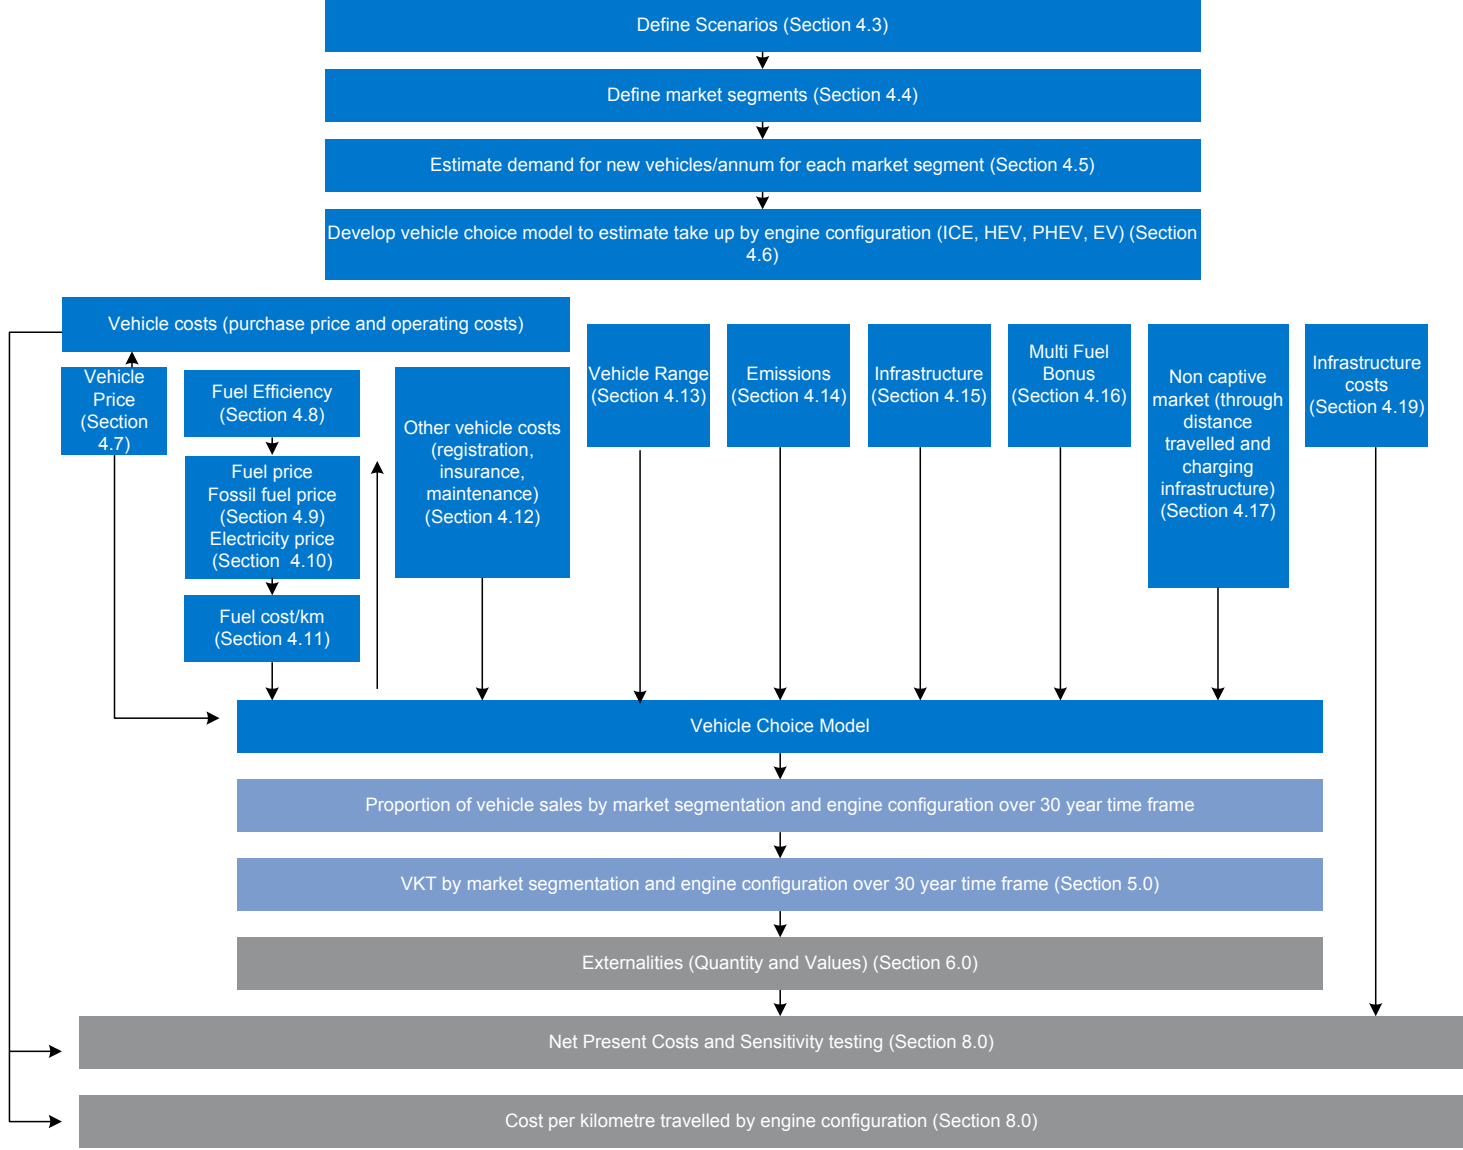 Define Scenarios (Section 4.3)
Define market segments (Section 4.4)
Estimate demand for new vehicles/annum for each market segment (Section 4.5)
Develop vehicle choice model to estimate take up by engine configuration (ICE, HEV, PHEV, EV) (Section
4.6)
Vehicle costs (purchase price and operating costs)
Vehicle
Price
(Section
4.7)
Fuel Efficiency
(Section 4.8)
Fuel price
Fossil fuel price
(Section 4.9)
Electricity price
(Section  4.10)
Fuel cost/km
(Section 4.11)
Other vehicle costs
(registration,
insurance,
maintenance)
(Section 4.12)
Vehicle Range
(Section 4.13)
Emissions
(Section 4.14)
Infrastructure
(Section 4.15)
Multi Fuel
Bonus
(Section 4.16)
Non captive
market (through
distance
travelled and
charging
infrastructure)
(Section 4.17)
Infrastructure
costs
(Section 4.19)
Vehicle Choice Model
Proportion of vehicle sales by market segmentation and engine configuration over 30 year time frame
VKT by market segmentation and engine configuration over 30 year time frame (Section 5.0)
Externalities (Quantity and Values) (Section 6.0)
Net Present Costs and Sensitivity testing (Section 8.0)
Cost per kilometre travelled by engine configuration (Section 8.0)